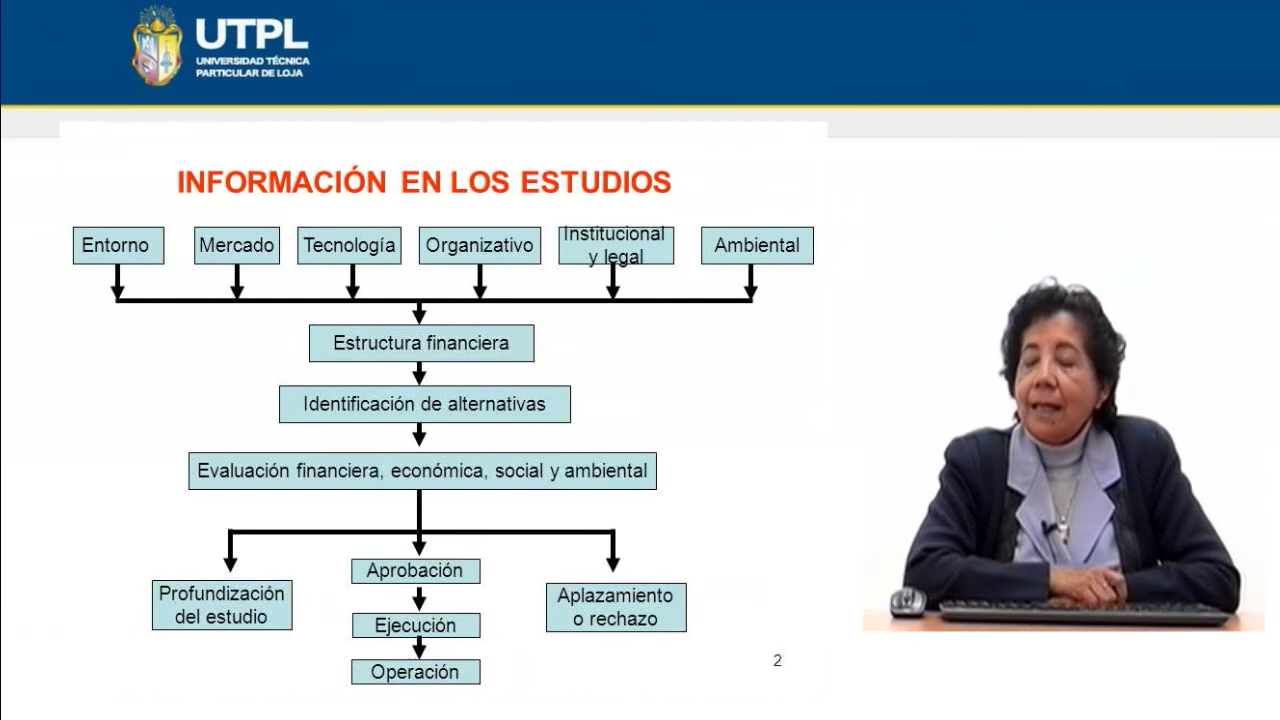 UTPL
UNIVERSIDAD TÉCNICA
PARTICULAR DE LOJA
INFORMACIÓN EN LOS ESTUDIOS
Entorno
Mercado
Tecnología
Organizativo
Institucional
y legal
Ambiental
Estructura financiera
Identificación de alternativas
Evaluación financiera, económica, social y ambiental
Profundización
del estudio
Aprobación
Ejecución
Operación
Aplazamiento
o rechazo
2